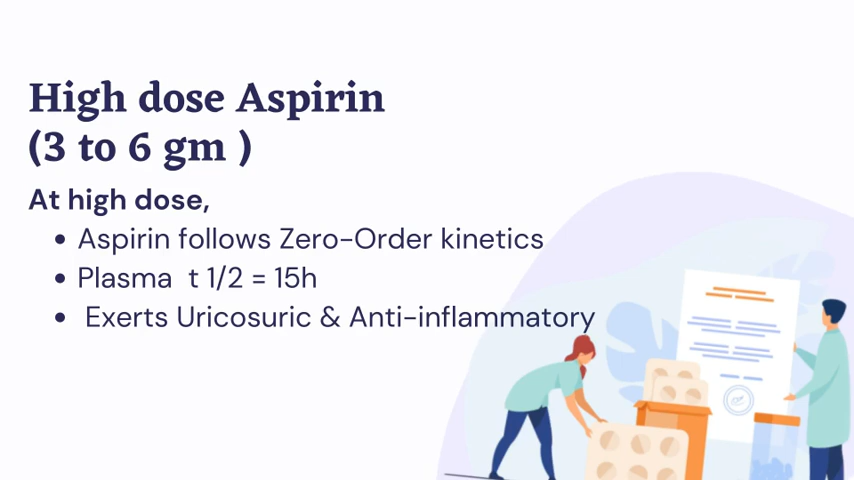 High dose Aspirin
(3 to 6 gm )
At high dose,
• Aspirin follows Zero-Order kinetics
• Plasma  t 1/2 = 15h
• Exerts Uricosuric & Anti-inflammatory